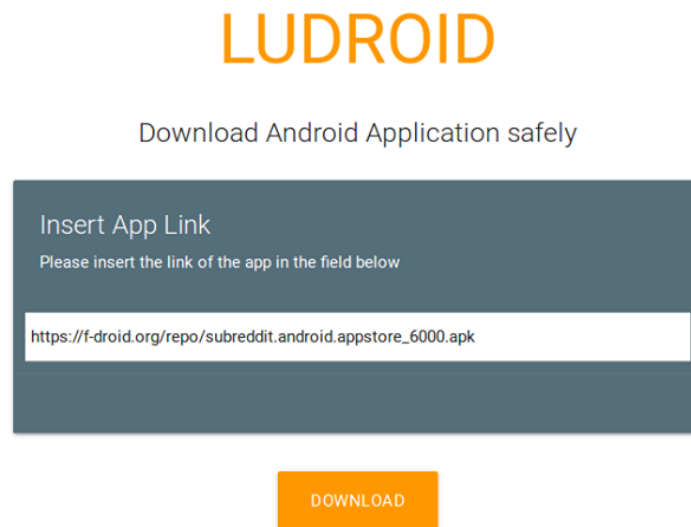 LUDROID
Download Android Application safely
Insert App Link
Please insert the link of the app in the field below
https://f-droid.org/repo/subreddit.android.appstore_6000.apk
DOWNLOAD